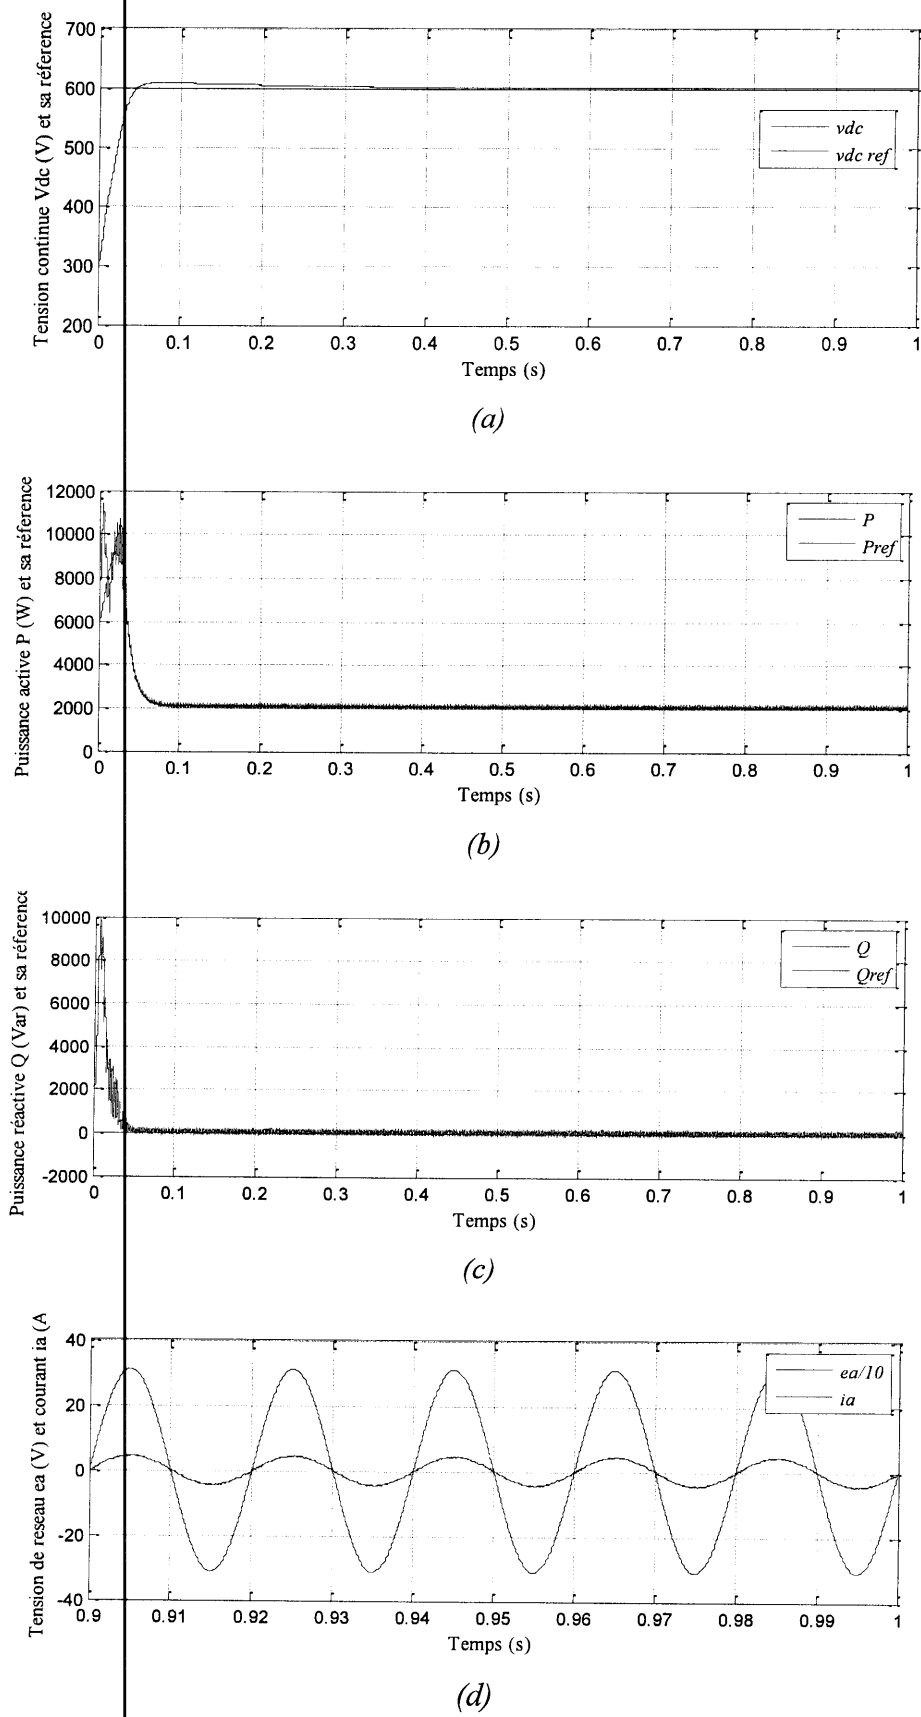 Tension continue Vdc (V) et sa réference
700
600
500
400
300
200
vdc
vdc ref
0 0.1 0.2 0.3 0.4 0.5 0.6 0.7 0.8 0.9 1
Temps (s)
(a)
Puissance active P (W) et sa réference
12000
10000
8000
6000
4000
2000
0
P
Pref
0 0.1 0.2 0.3 0.4 0.5 0.6 0.7 0.8 0.9 1
Temps (s)
(b)
Puissance réactive Q (Var) et sa réference
10000
8000
6000
4000
2000
0
-2000
Q
Qref
0 0.1 0.2 0.3 0.4 0.5 0.6 0.7 0.8 0.9 1
Temps (s)
(c)
Tension de reseau ea (V) et courant ia (A
40
20
0
-20
-40
ea/10
ia
0.9 0.91 0.92 0.93 0.94 0.95 0.96 0.97 0.98 0.99 1
Temps (s)
(d)